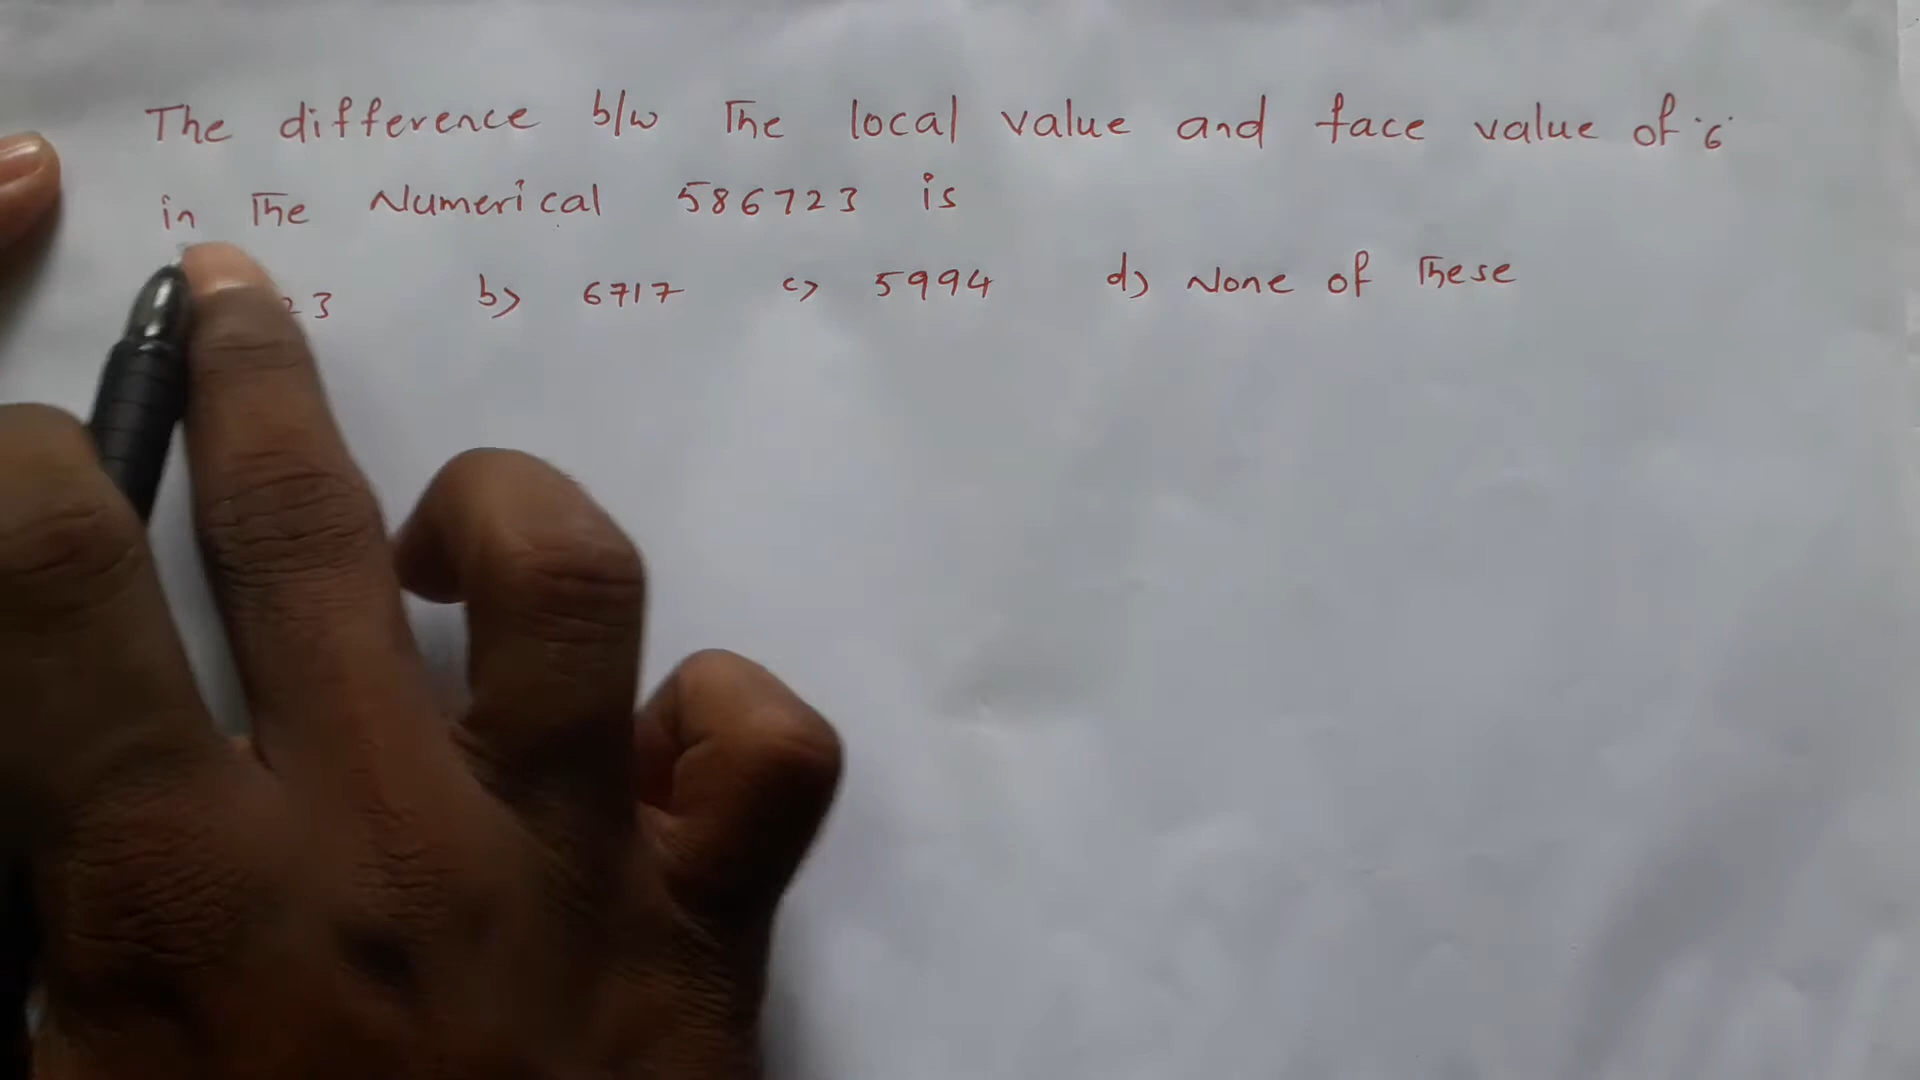 The difference b/w The local value and face value of '6'
in The Numerical 586723 is
23 b) 6717 c) 5994 d) None of These